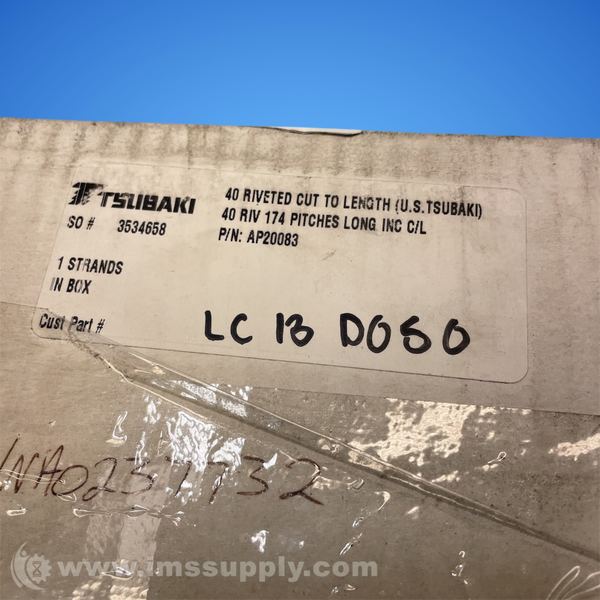 TSUBAKI
40 RIVETED CUT TO LENGTH (U.S.TSUBAKI)
40 RIV 174 PITCHES LONG INC C/L
P/N: AP20083
SO # 3534658
1 STRANDS
IN BOX
Cust Part #
LC 13 D050
www.imssupply.com